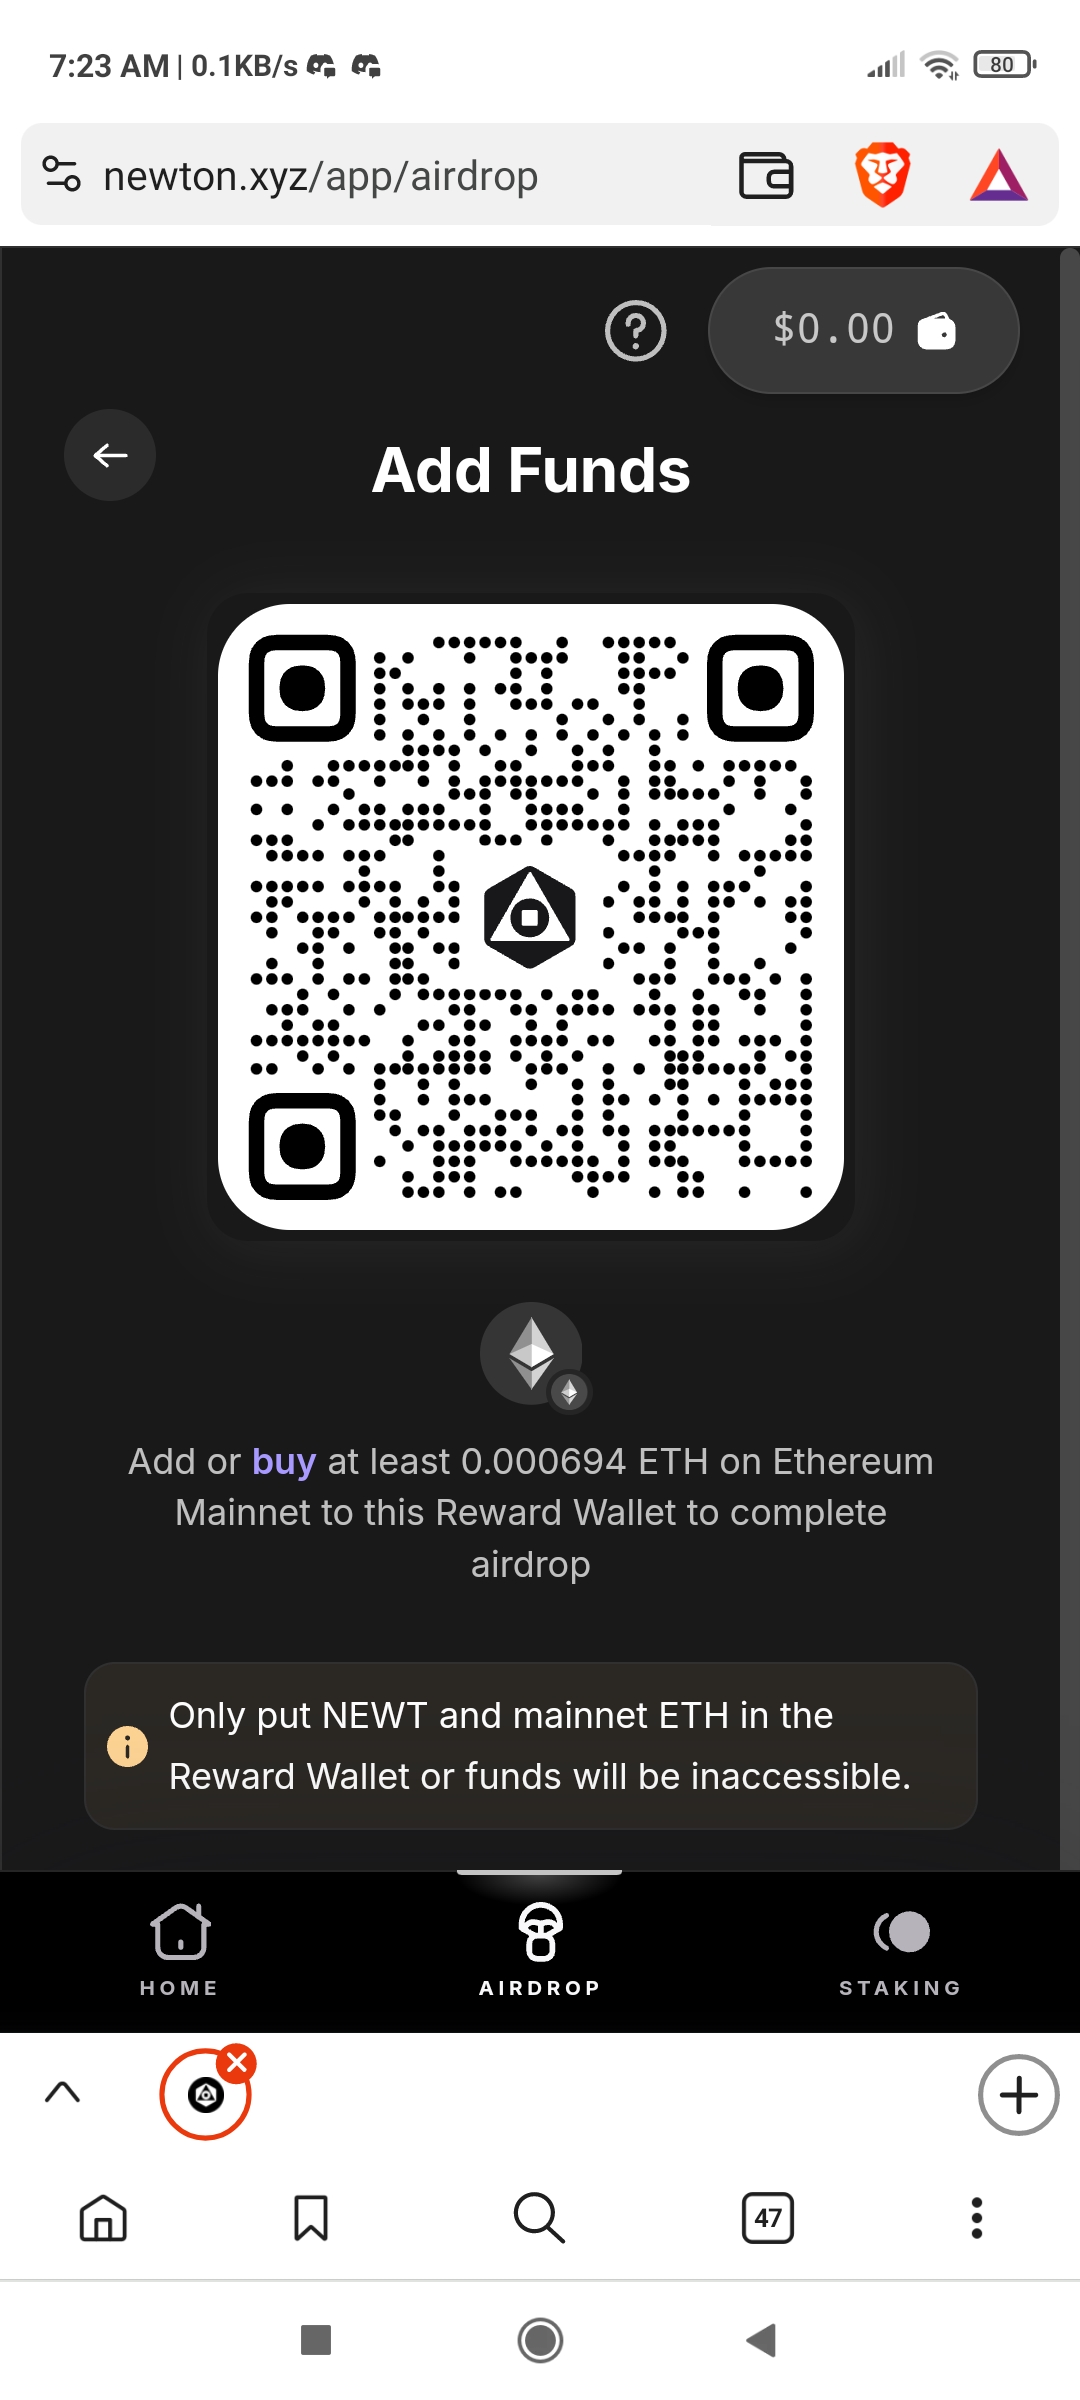 7:23 AM | 0.1KB/s
80
newton.xyz/app/airdrop
$0.00
Add Funds
Add or buy at least 0.000694 ETH on Ethereum
Mainnet to this Reward Wallet to complete
airdrop
Only put NEWT and mainnet ETH in the
Reward Wallet or funds will be inaccessible.
HOME
AIRDROP
STAKING
47